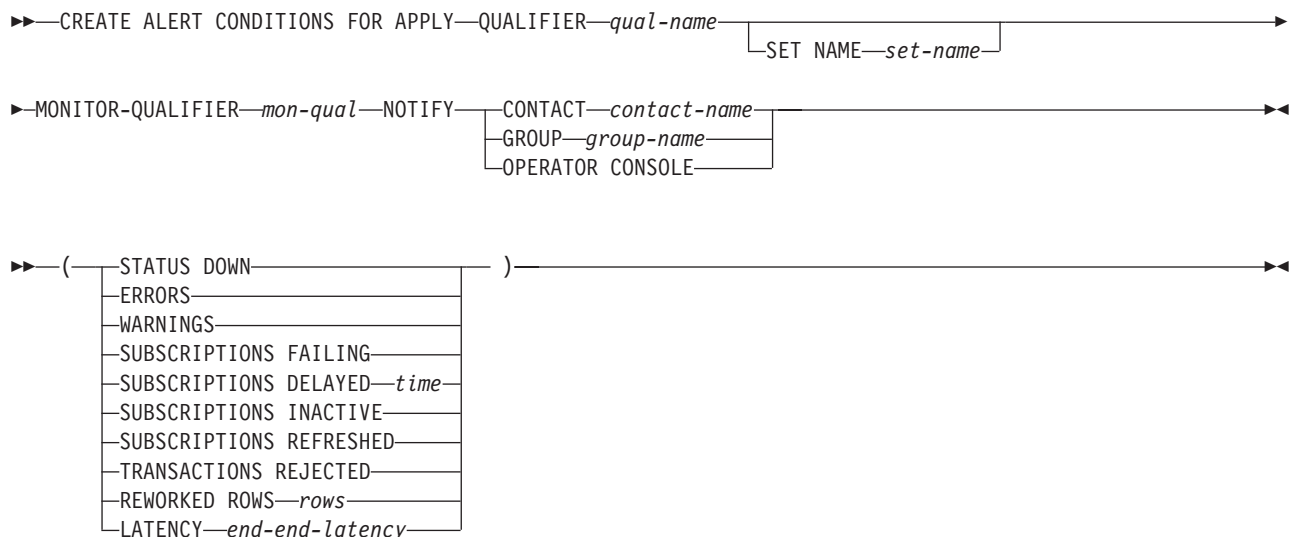 CREATE ALERT CONDITIONS FOR APPLY QUALIFIER qual-name
SET NAME set-name
MONITOR-QUALIFIER mon-qual NOTIFY CONTACT contact-name
GROUP group-name
OPERATOR CONSOLE
( STATUS DOWN )
ERRORS
WARNINGS
SUBSCRIPTIONS FAILING
SUBSCRIPTIONS DELAYED time
SUBSCRIPTIONS INACTIVE
SUBSCRIPTIONS REFRESHED
TRANSACTIONS REJECTED
REWORKED ROWS rows
LATENCY end-end-latency